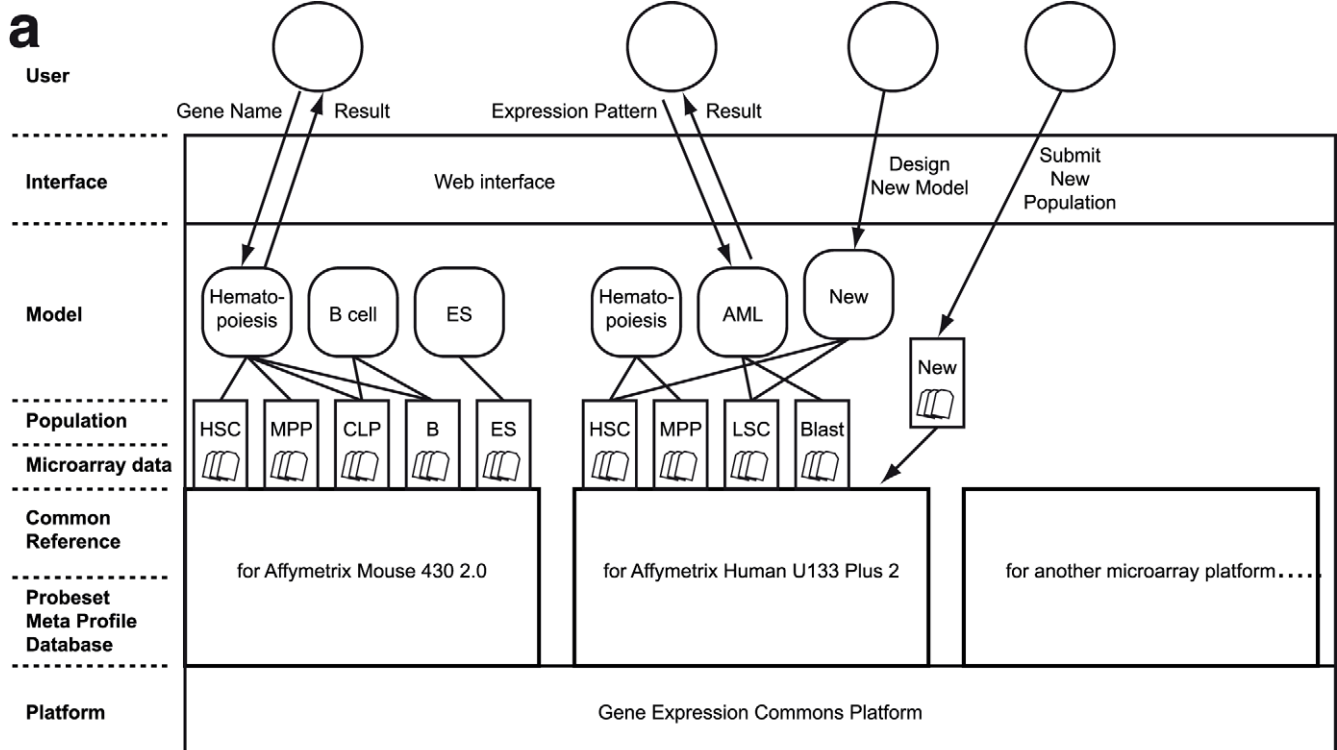 a
User
Gene Name
Result
Expression Pattern
Result
Interface
Web interface
Design
New Model
Submit
New
Population
Model
Hemato-
poiesis
B cell
ES
Hemato-
poiesis
AML
New
New
Population
HSC
MPP
CLP
B
ES
HSC
MPP
LSC
Blast
Microarray data
Common
Reference
for Affymetrix Mouse 430 2.0
for Affymetrix Human U133 Plus 2
for another microarray platform.....
Probeset
Meta Profile
Database
Platform
Gene Expression Commons Platform